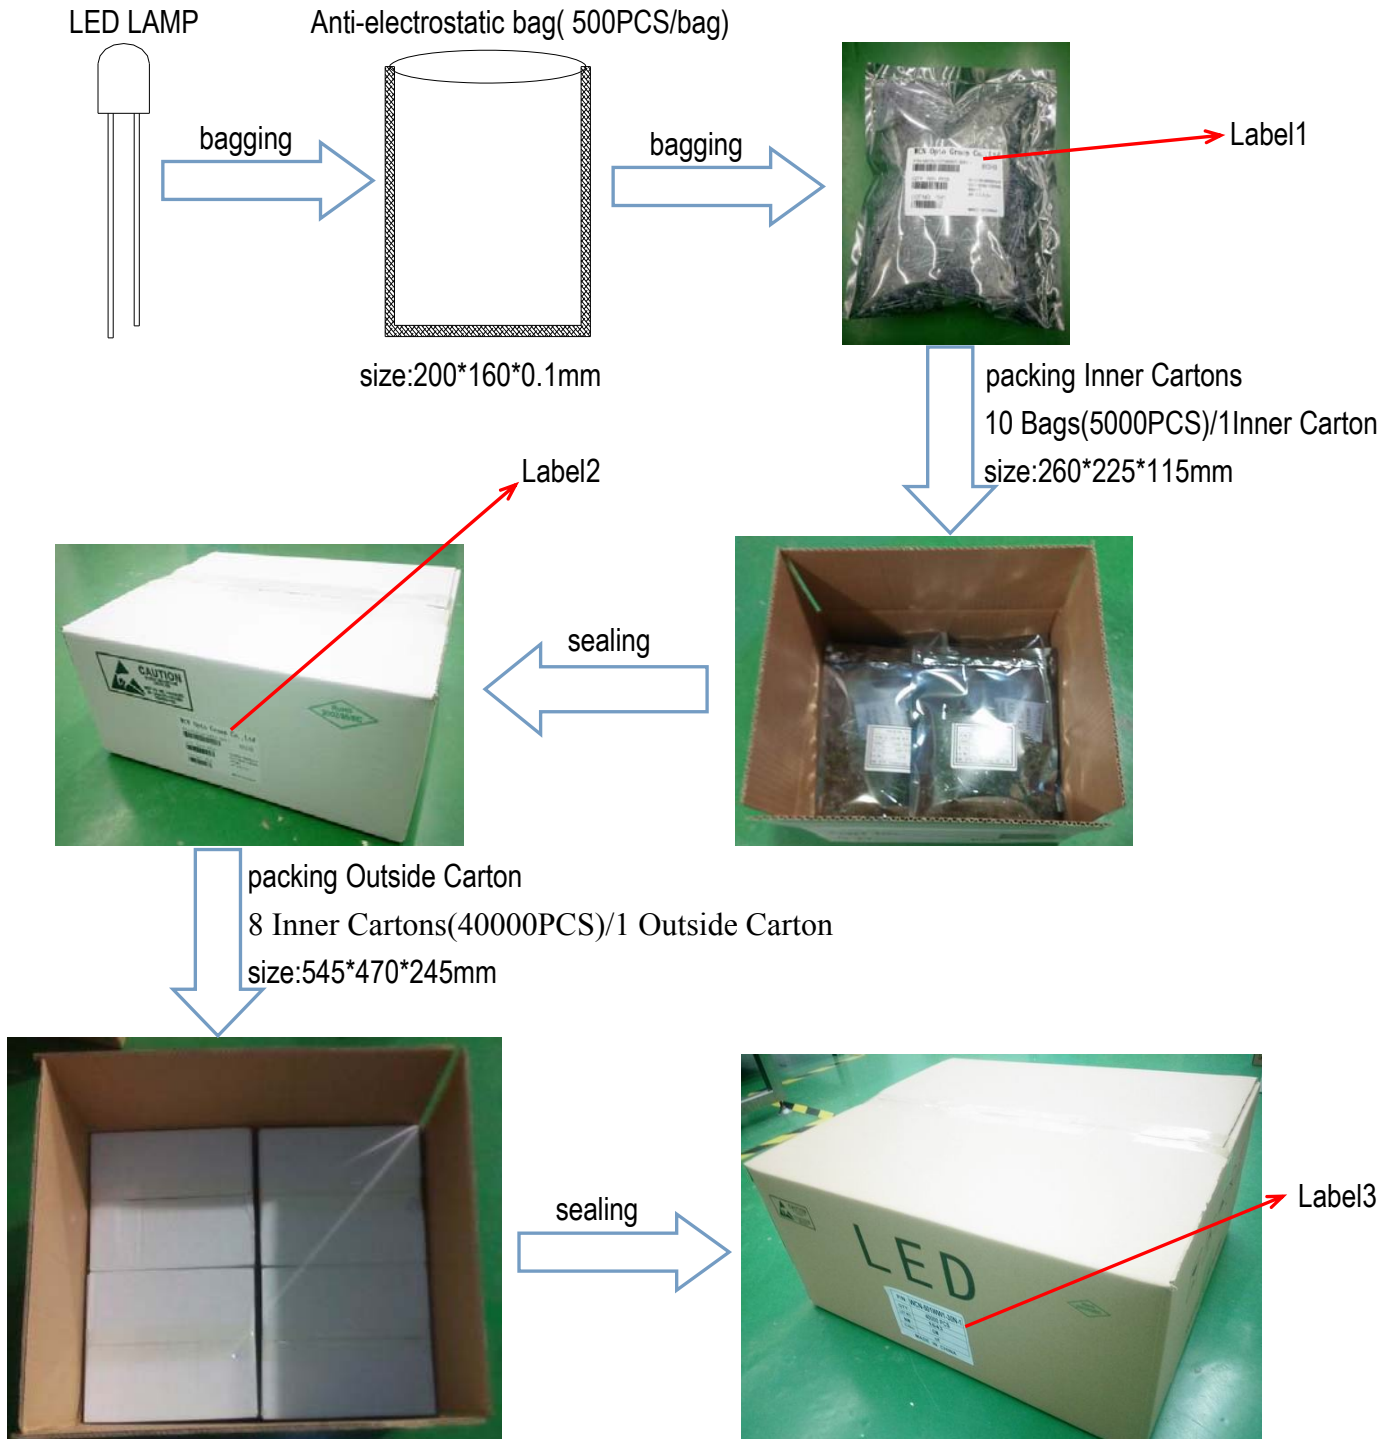 LED LAMP
Anti-electrostatic bag( 500PCS/bag)
bagging
bagging
Label1
size:200*160*0.1mm
packing Inner Cartons
10 Bags(5000PCS)/1Inner Carton
size:260*225*115mm
Label2
sealing
CAUTION
packing Outside Carton
8 Inner Cartons(40000PCS)/1 Outside Carton
size:545*470*245mm
sealing
Label3
LED